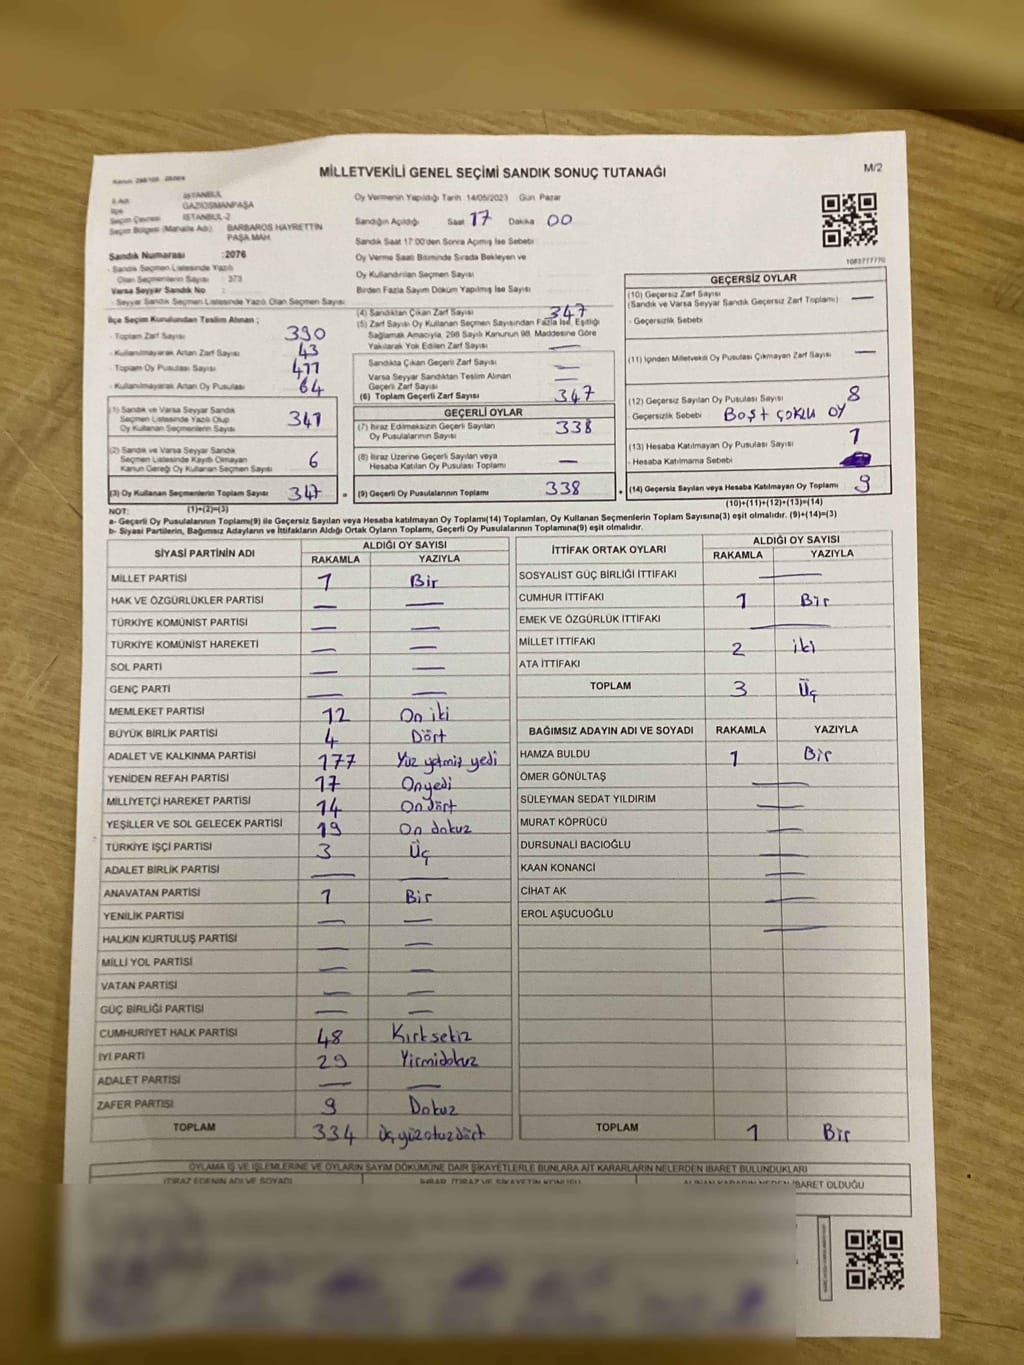 MİLLETVEKİLİ GENEL SEÇİMİ SANDIK SONUÇ TUTANAĞI
M/2
İli Adı İSTANBUL
İlçe GAZİOSMANPAŞA
Seçim Çevresi İSTANBUL-2
Seçim Bölgesi (Mahalle Adı) BARBAROS HAYRETTİN PAŞA MAH
Sandık Numarası :2076
- Sandık Seçmen Listesinde Yazılı
Olan Seçmenlerin Sayısı : 373
Varsa Seyyar Sandık No :
- Seyyar Sandık Seçmen Listesinde Yazılı Olan Seçmen Sayısı
Oy Vermenin Yapıldığı Tarih 14/05/2023 Gün Pazar
Sandığın Açıldığı Saat 17 Dakika 00
Sandık Saat 17:00'den Sonra Açmış İse Sebebi
Oy Verme Saati Bitiminde Sırada Bekleyen ve
Oy Kullandırılan Seçmen Sayısı
Birden Fazla Sayım Döküm Yapılmış İse Sayısı
1083777770
İlçe Seçim Kurulundan Teslim Alınan ;
- Toplam Zarf Sayısı 390
- Kullanılmayarak Artan Zarf Sayısı 43
- Toplam Oy Pusulası Sayısı 411
- Kullanılmayarak Artan Oy Pusulası 64
(1) Sandık ve Varsa Seyyar Sandık
Seçmen Listesinde Yazılı Olup
Oy Kullanan Seçmenlerin Sayısı 341
(2) Sandık ve Varsa Seyyar Sandık
Seçmen Listesinde Kayıtlı Olmayan
Kanun Gereği Oy Kullanan Seçmen Sayısı 6
(3) Oy Kullanan Seçmenlerin Toplam Sayısı 347 =
(4) Sandıktan Çıkan Zarf Sayısı 347
(5) Zarf Sayısı Oy Kullanan Seçmen Sayısından Fazla İse, Eşitliği
Sağlamak Amacıyla, 298 Sayılı Kanunun 98. Maddesine Göre
Yakılarak Yok Edilen Zarf Sayısı —
Sandıkta Çıkan Geçerli Zarf Sayısı —
Varsa Seyyar Sandıktan Teslim Alınan
Geçerli Zarf Sayısı —
(6) Toplam Geçerli Zarf Sayısı 347
GEÇERLİ OYLAR
(7) İtiraz Edilmeksizin Geçerli Sayılan
Oy Pusulalarının Sayısı 338
(8) İtiraz Üzerine Geçerli Sayılan veya
Hesaba Katılan Oy Pusulası Toplamı —
(9) Geçerli Oy Pusulalarının Toplamı 338 +
GEÇERSİZ OYLAR
(10) Geçersiz Zarf Sayısı
(Sandık ve Varsa Seyyar Sandık Geçersiz Zarf Toplamı) —
- Geçersizlik Sebebi
(11) İçinden Milletvekili Oy Pusulası Çıkmayan Zarf Sayısı —
(12) Geçersiz Sayılan Oy Pusulası Sayısı 8
- Geçersizlik Sebebi Boş + çoklu oy
(13) Hesaba Katılmayan Oy Pusulası Sayısı 1
- Hesaba Katılmama Sebebi
(14) Geçersiz Sayılan veya Hesaba Katılmayan Oy Toplamı 9
NOT: (1)+(2)=(3) (10)+(11)+(12)+(13)=(14)
a- Geçerli Oy Pusulalarının Toplamı(9) ile Geçersiz Sayılan veya Hesaba katılmayan Oy Toplamı(14) Toplamları, Oy Kullanan Seçmenlerin Toplam Sayısına(3) eşit olmalıdır. (9)+(14)=(3)
b- Siyasi Partilerin, Bağımsız Adayların ve İttifakların Aldığı Ortak Oyların Toplamı, Geçerli Oy Pusulalarının Toplamına(9) eşit olmalıdır.
SİYASİ PARTİNİN ADI ALDIĞI OY SAYISI
RAKAMLA YAZIYLA
MİLLET PARTİSİ 1 Bir
HAK VE ÖZGÜRLÜKLER PARTİSİ — —
TÜRKİYE KOMÜNİST PARTİSİ — —
TÜRKİYE KOMÜNİST HAREKETİ — —
SOL PARTİ — —
GENÇ PARTİ — —
MEMLEKET PARTİSİ 12 On iki
BÜYÜK BİRLİK PARTİSİ 4 Dört
ADALET VE KALKINMA PARTİSİ 177 Yüz yetmiş yedi
YENİDEN REFAH PARTİSİ 17 Onyedi
MİLLİYETÇİ HAREKET PARTİSİ 14 On dört
YEŞİLLER VE SOL GELECEK PARTİSİ 19 On dokuz
TÜRKİYE İŞÇİ PARTİSİ 3 Üç
ADALET BİRLİK PARTİSİ — —
ANAVATAN PARTİSİ 1 Bir
YENİLİK PARTİSİ — —
HALKIN KURTULUŞ PARTİSİ — —
MİLLİ YOL PARTİSİ — —
VATAN PARTİSİ — —
GÜÇ BİRLİĞİ PARTİSİ — —
CUMHURİYET HALK PARTİSİ 48 Kırksekiz
İYİ PARTİ 29 Yirmidokuz
ADALET PARTİSİ — —
ZAFER PARTİSİ 9 Dokuz
TOPLAM 334 Üçyüzotuzdört
İTTİFAK ORTAK OYLARI ALDIĞI OY SAYISI
RAKAMLA YAZIYLA
SOSYALİST GÜÇ BİRLİĞİ İTTİFAKI —
CUMHUR İTTİFAKI 1 Bir
EMEK VE ÖZGÜRLÜK İTTİFAKI —
MİLLET İTTİFAKI 2 iki
ATA İTTİFAKI
TOPLAM 3 Üç
BAĞIMSIZ ADAYIN ADI VE SOYADI RAKAMLA YAZIYLA
HAMZA BULDU 1 Bir
ÖMER GÖNÜLTAŞ —
SÜLEYMAN SEDAT YILDIRIM —
MURAT KÖPRÜCÜ —
DURSUNALİ BACIOĞLU —
KAAN KONANCİ —
CİHAT AK —
EROL AŞUCUOĞLU —
TOPLAM 1 Bir
OYLAMA İŞ VE İŞLEMLERİNE VE OYLARIN SAYIM DÖKÜMÜNE DAİR ŞİKAYETLERLE BUNLARA AİT KARARLARIN NELERDEN İBARET BULUNDUKLARI
İTİRAZ EDENİN ADI VE SOYADI İHBAR, İTİRAZ VE ŞİKAYETİN KONUSU ALINAN KARARIN NEDEN İBARET OLDUĞU